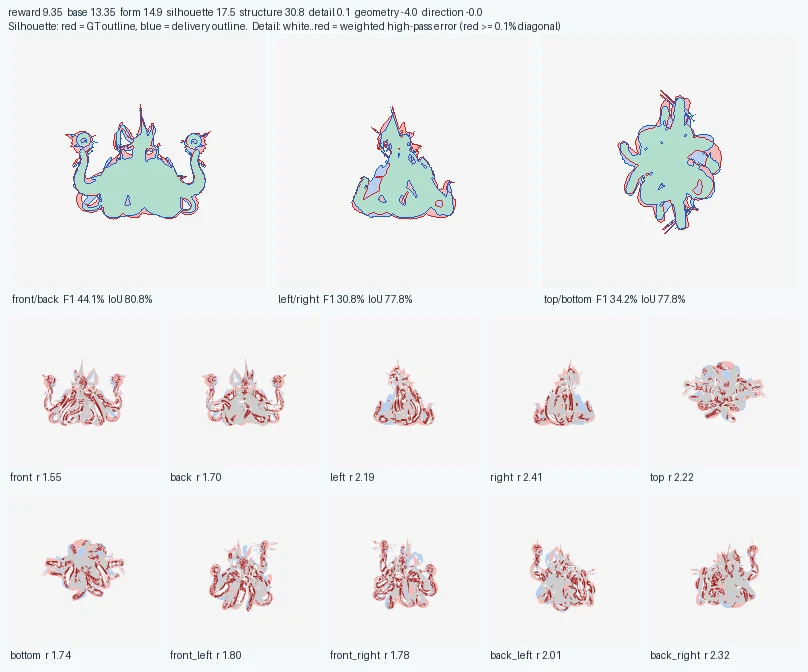 reward 9.35 base 13.35 form 14.9 silhouette 17.5 structure 30.8 detail 0.1 geometry -4.0 direction -0.0
Silhouette: red = GT outline, blue = delivery outline. Detail: white..red = weighted high-pass error (red >= 0.1% diagonal)
front/back F1 44.1% IoU 80.8%
left/right F1 30.8% IoU 77.8%
top/bottom F1 34.2% IoU 77.8%
front r 1.55
back r 1.70
left r 2.19
right r 2.41
top r 2.22
bottom r 1.74
front_left r 1.80
front_right r 1.78
back_left r 2.01
back_right r 2.32